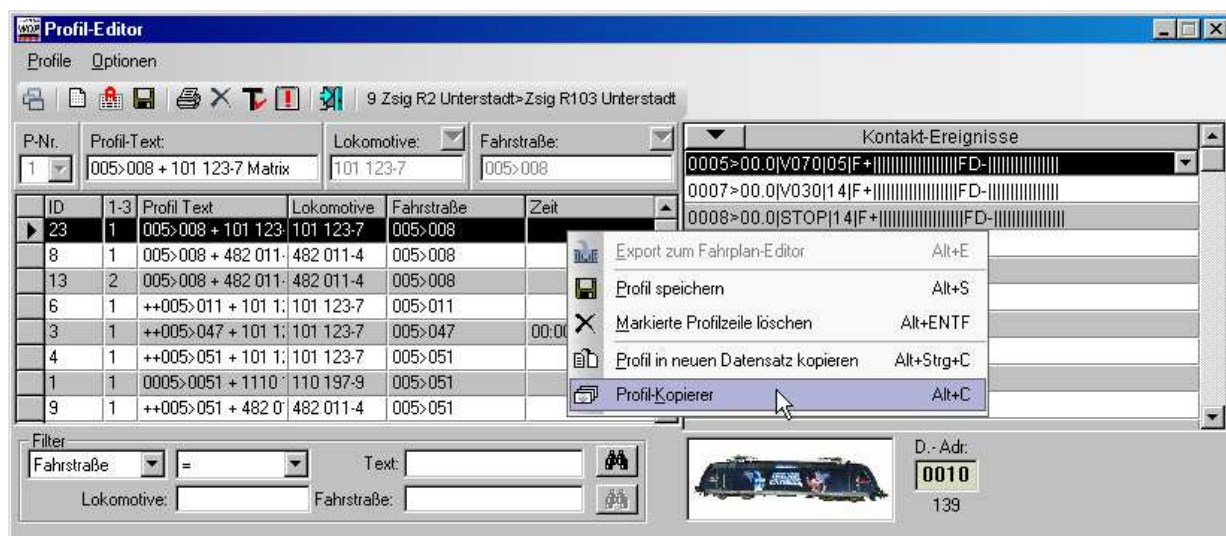 Profil-Editor
Profile Optionen
9 Zsig R2 Unterstadt>Zsig R103 Unterstadt
P-Nr. Profil-Text: Lokomotive: Fahrstraße: Kontakt-Ereignisse
1 005>008 + 101 123-7 Matrix 101 123-7 005>008
0005>00.0|V070|05|F+||||||||||||||||||||FD-|||||||||||||||
0007>00.0|V030|14|F+||||||||||||||||||||FD-|||||||||||||||
0008>00.0|STOP|14|F+||||||||||||||||||||FD-|||||||||||||||
ID 1-3 Profil Text Lokomotive Fahrstraße Zeit
23 1 005>008 + 101 123- 101 123-7 005>008
8 1 005>008 + 482 011- 482 011-4 005>008
13 2 005>008 + 482 011- 482 011-4 005>008
6 1 ++005>011 + 101 1 101 123-7 005>011
3 1 ++005>047 + 101 1 101 123-7 005>047 00:00
4 1 ++005>051 + 101 1 101 123-7 005>051
1 1 0005>0051 + 1110 110 197-9 005>051
9 1 ++005>051 + 482 0 482 011-4 005>051
Export zum Fahrplan-Editor Alt+E
Profil speichern Alt+S
Markierte Profilzeile löschen Alt+ENTF
Profil in neuen Datensatz kopieren Alt+Strg+C
Profil-Kopierer Alt+C
Filter
Fahrstraße = Text:
Lokomotive: Fahrstraße:
D.- Adr:
0010
139